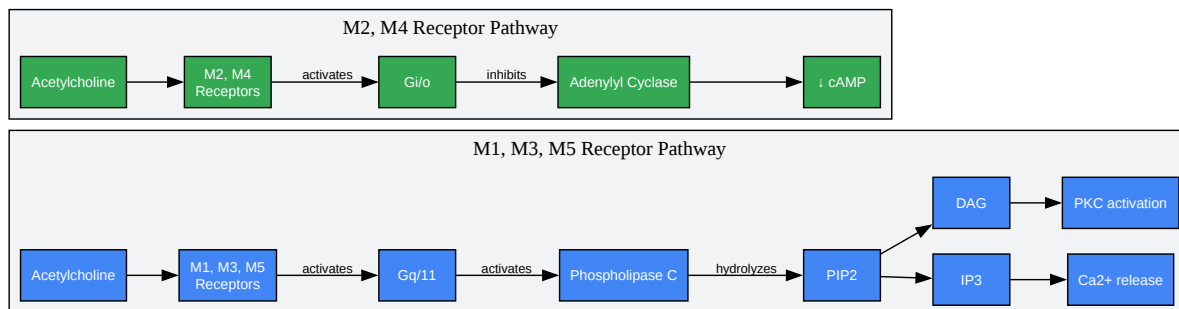 M2, M4 Receptor Pathway
Acetylcholine
M2, M4
Receptors
activates
Gi/o
inhibits
Adenylyl Cyclase
↓ cAMP
M1, M3, M5 Receptor Pathway
Acetylcholine
M1, M3, M5
Receptors
activates
Gq/11
activates
Phospholipase C
hydrolyzes
PIP2
DAG
PKC activation
IP3
Ca2+ release